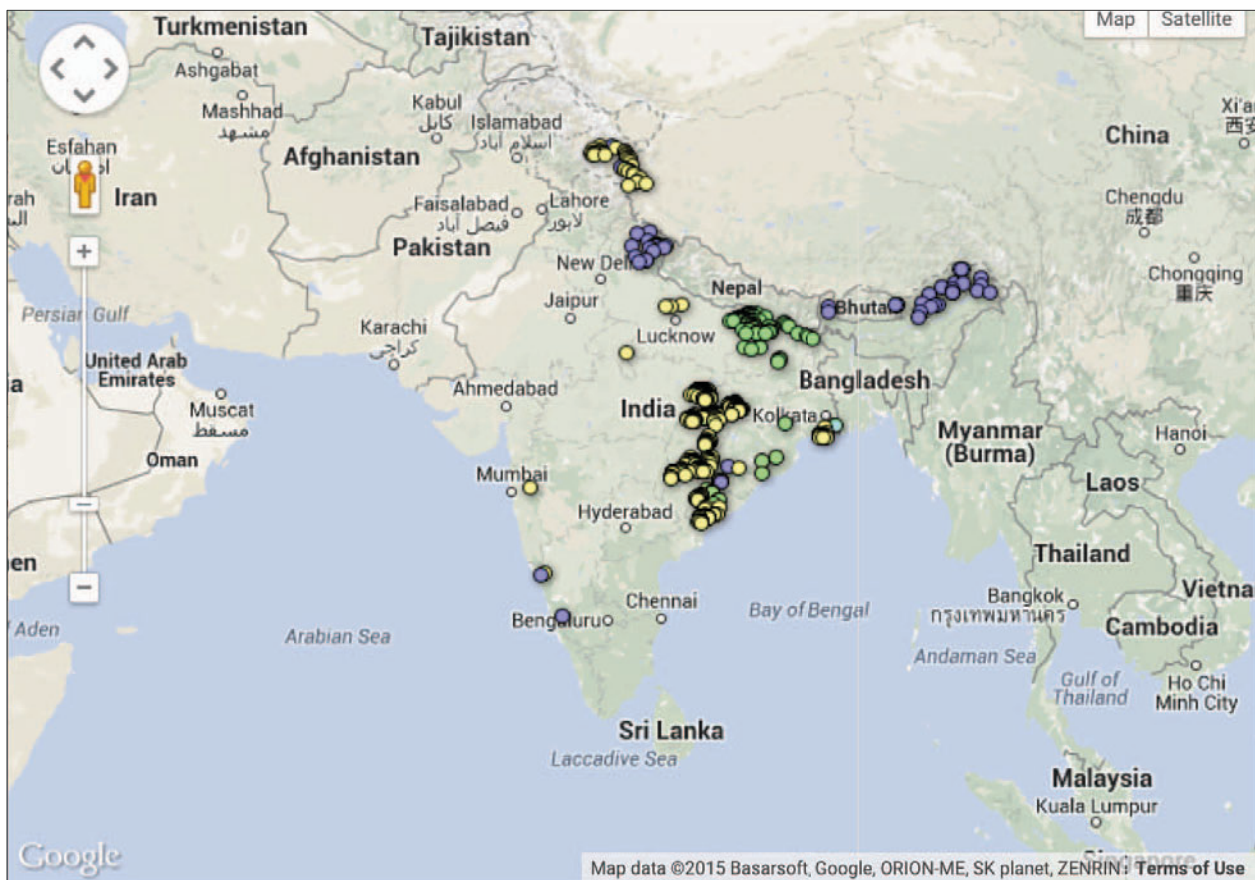 Map
Satellite
Turkmenistan
Tajikistan
Ashgabat
Mashhad
مشهد
Kabul
كابل
Islamabad
اسلام آباد
Esfahan
Afghanistan
China
西安
Iran
Faisalabad
فیصل آباد
Lahore
لاہور
Chengdu
成都
Pakistan
New Del
Chongqing
重庆
Nepal
Bhutan
Jaipur
Lucknow
Persian Gulf
Karachi
کراچی
United Arab
Emirates
Ahmedabad
India
Bangladesh
Kolkata
Muscat
مسقط
Oman
Myanmar
(Burma)
Hanoi
Laos
Mumbai
Hyderabad
Thailand
Bengaluru
Chennai
Bay of Bengal
Bangkok
กรุงเทพมหานคร
Vietna
Cambodia
Aden
Arabian Sea
Andaman Sea
Gulf of
Thailand
Ho Chi
Minh City
Sri Lanka
Laccadive Sea
Malaysia
Kuala Lumpur
Google
Map data ©2015 Basarsoft, Google, ORION-ME, SK planet, ZENRIN
Terms of Use